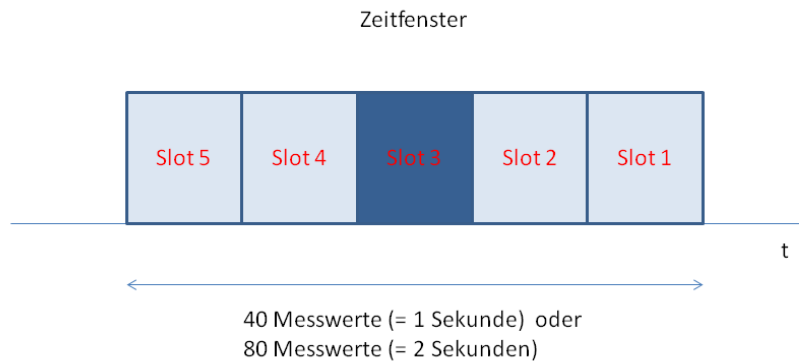 Zeitfenster
Slot 5 Slot 4 Slot 3 Slot 2 Slot 1
t
40 Messwerte (= 1 Sekunde) oder
80 Messwerte (= 2 Sekunden)